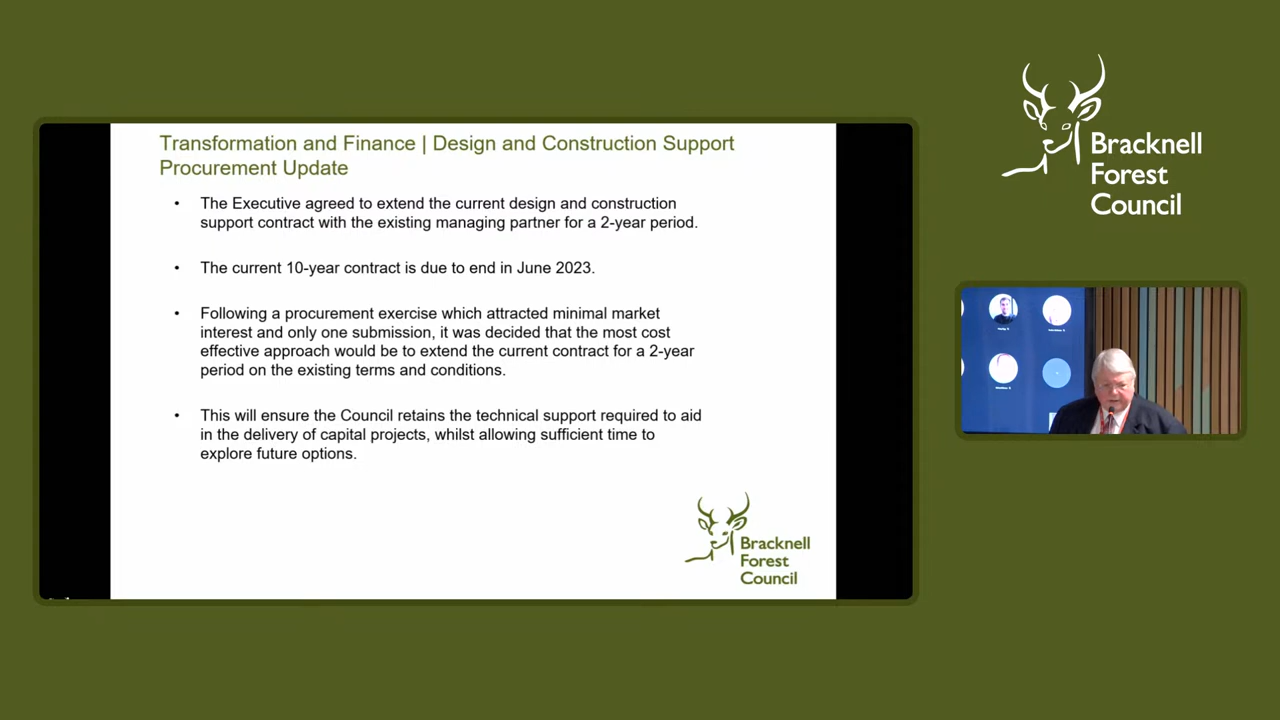 Transformation and Finance | Design and Construction Support
Procurement Update
• The Executive agreed to extend the current design and construction
support contract with the existing managing partner for a 2-year period.
• The current 10-year contract is due to end in June 2023.
• Following a procurement exercise which attracted minimal market
interest and only one submission, it was decided that the most cost
effective approach would be to extend the current contract for a 2-year
period on the existing terms and conditions.
• This will ensure the Council retains the technical support required to aid
in the delivery of capital projects, whilst allowing sufficient time to
explore future options.
Bracknell
Forest
Council
Bracknell
Forest
Council